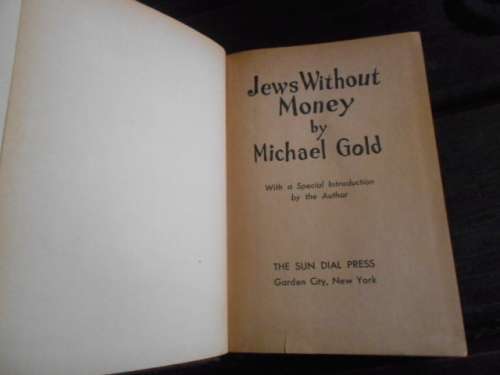 Jews Without
Money
by
Michael Gold
With a Special Introduction
by the Author
THE SUN DIAL PRESS
Garden City, New York